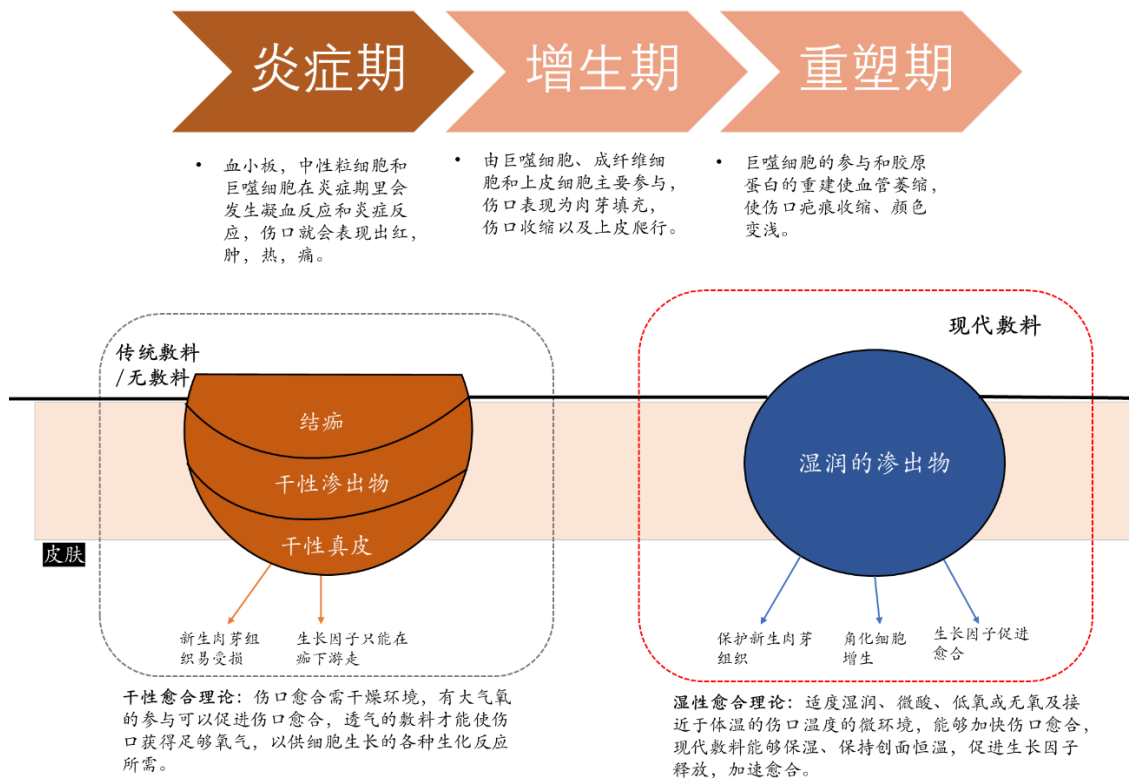 炎症期
增生期
重塑期
• 血小板，中性粒细胞和
巨噬细胞在炎症期里会
发生凝血反应和炎症反
应，伤口就会表现出红，
肿，热，痛。
• 由巨噬细胞、成纤维细
胞和上皮细胞主要参与，
伤口表现为肉芽填充，
伤口收缩以及上皮爬行。
• 巨噬细胞的参与和胶原
蛋白的重建使血管萎缩，
使伤口疤痕收缩、颜色
变浅。
传统敷料
/无敷料
结痂
干性渗出物
干性真皮
皮肤
新生肉芽组
织易受损
生长因子只能在
痂下游走
干性愈合理论：伤口愈合需干燥环境，有大气氧
的参与可以促进伤口愈合，透气的敷料才能使伤
口获得足够氧气，以供细胞生长的各种生化反应
所需。
现代敷料
湿润的渗出物
保护新生肉芽
组织
角化细胞
增生
生长因子促进
愈合
湿性愈合理论：适度湿润、微酸、低氧或无氧及接
近于体温的伤口温度的微环境，能够加快伤口愈合，
现代敷料能够保湿、保持创面恒温，促进生长因子
释放，加速愈合。